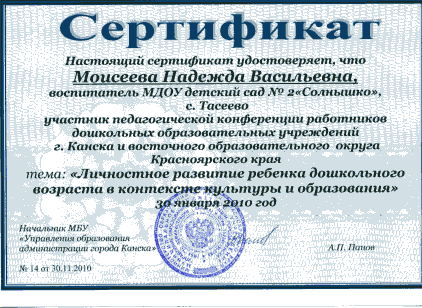 Сертификат
Настоящий сертификат удостоверяет, что
Моисеева Надежда Васильевна,
воспитатель МДОУ детский сад № 2«Солнышко»,
с. Тасеево
участник педагогической конференции работников
дошкольных образовательных учреждений
г. Канска и восточного образовательного округа
Красноярского края
тема: «Личностное развитие ребенка дошкольного
возраста в контексте культуры и образования»
30 января 2010 год
Начальник МБУ
«Управления образования
администрации города Канска»
А.П. Панов
№ 14 от 30.11.2010